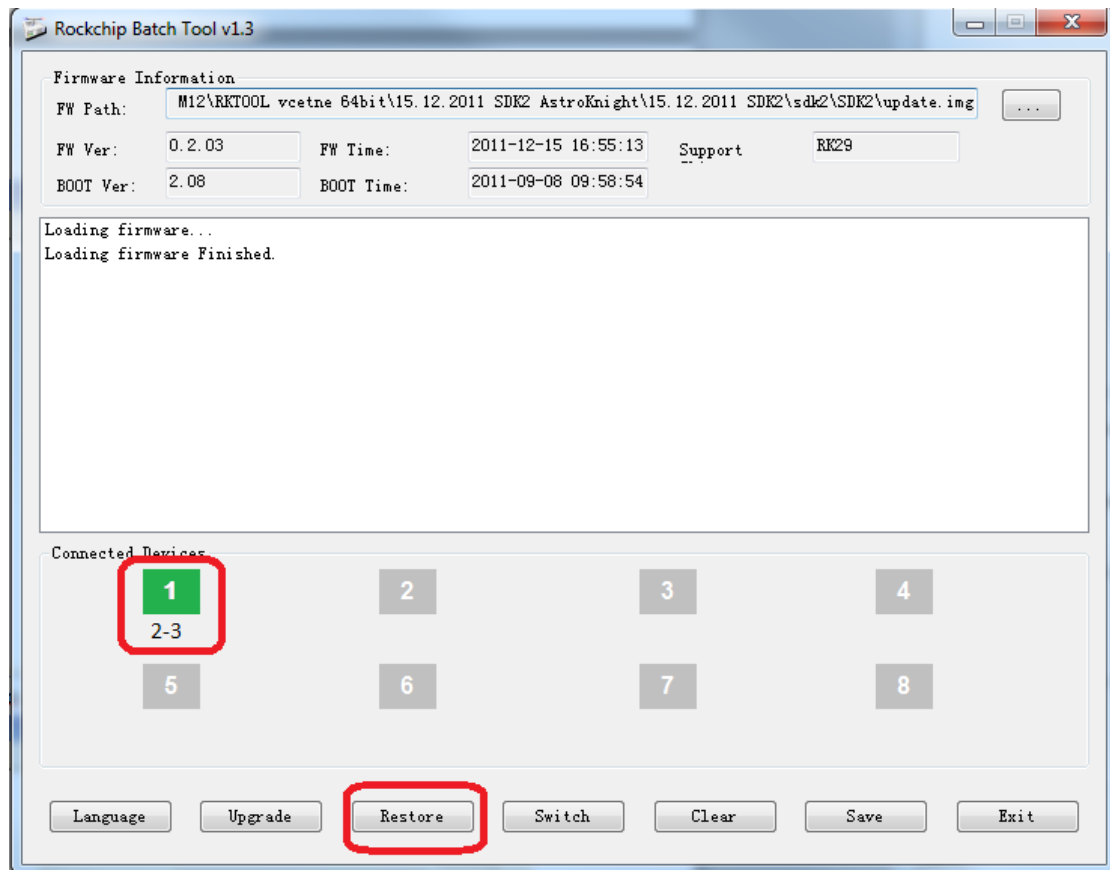 Rockchip Batch Tool v1.3
Firmware Information
FW Path: M12\RKTOOL vcetne 64bit\15.12.2011 SDK2 AstroKnight\15.12.2011 SDK2\sdk2\SDK2\update.img ...
FW Ver: 0.2.03 FW Time: 2011-12-15 16:55:13 Support RK29
BOOT Ver: 2.08 BOOT Time: 2011-09-08 09:58:54
Loading firmware...
Loading firmware Finished.
Connected Devices
1 2 3 4
2-3
5 6 7 8
Language Upgrade Restore Switch Clear Save Exit